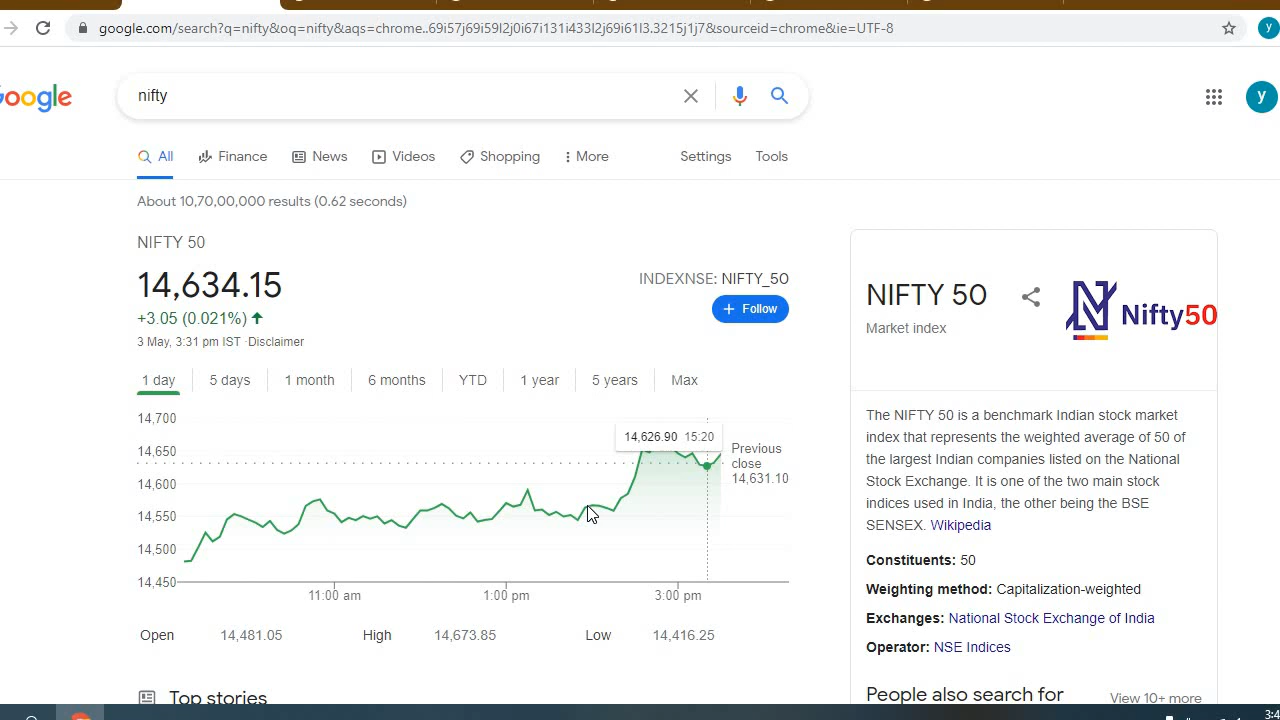 google.com/search?q=nifty&oq=nifty&aqs=chrome..69i57j69i59l2j0i67i131i433l2j69i61l3.3215j1j7&sourceid=chrome&ie=UTF-8
y
Google
nifty
y
All Finance News Videos Shopping More Settings Tools
About 10,70,00,000 results (0.62 seconds)
NIFTY 50
14,634.15
INDEXNSE: NIFTY_50
+3.05 (0.021%)
+ Follow
3 May, 3:31 pm IST ·Disclaimer
1 day 5 days 1 month 6 months YTD 1 year 5 years Max
14,700
14,650
14,600
14,550
14,500
14,450
14,626.90 15:20
Previous
close
14,631.10
11:00 am 1:00 pm 3:00 pm
Open 14,481.05 High 14,673.85 Low 14,416.25
Top stories
NIFTY 50
Market index
Nifty50
The NIFTY 50 is a benchmark Indian stock market
index that represents the weighted average of 50 of
the largest Indian companies listed on the National
Stock Exchange. It is one of the two main stock
indices used in India, the other being the BSE
SENSEX. Wikipedia
Constituents: 50
Weighting method: Capitalization-weighted
Exchanges: National Stock Exchange of India
Operator: NSE Indices
People also search for View 10+ more